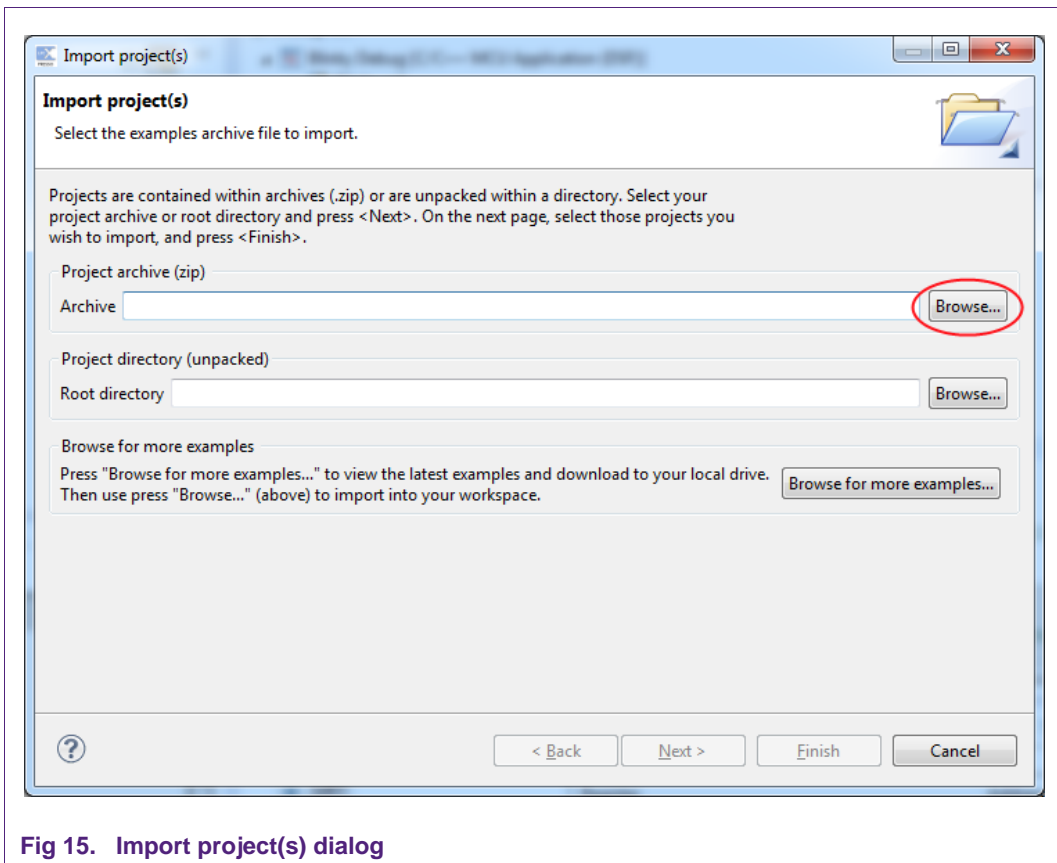 Import project(s)
Import project(s)
Select the examples archive file to import.
Projects are contained within archives (.zip) or are unpacked within a directory. Select your
project archive or root directory and press <Next>. On the next page, select those projects you
wish to import, and press <Finish>.
Project archive (zip)
Archive
Browse...
Project directory (unpacked)
Root directory
Browse...
Browse for more examples
Press "Browse for more examples..." to view the latest examples and download to your local drive.
Then use press "Browse..." (above) to import into your workspace.
Browse for more examples...
< Back
Next >
Finish
Cancel
Fig 15. Import project(s) dialog